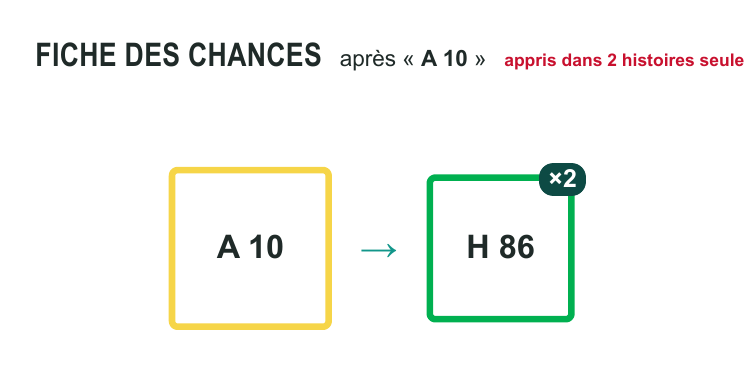 FICHE DES CHANCES après « A 10 » appris dans 2 histoires seule
×2
A 10 → H 86